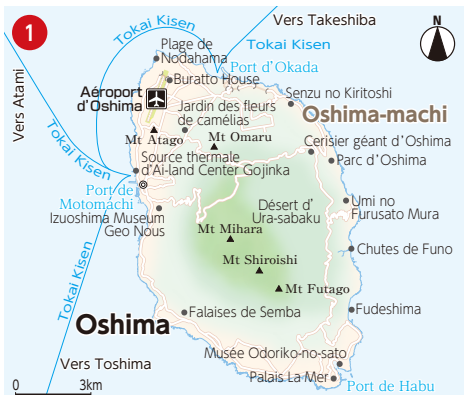 1
Vers Takeshiba
Tokai Kisen
Tokai Kisen
N
Plage de
Nodahama
Port d'Okada
Vers Atami
Buratto House
Aéroport
d'Oshima
Senzu no Kiritoshi
Jardin des fleurs
de camélias
Oshima-machi
Tokai Kisen
Mt Atago
Mt Omaru
Cerisier géant d'Oshima
Source thermale
d'Ai-land Center Gojinka
Parc d'Oshima
Port de
Motomachi
Izuoshima Museum
Geo Nous
Désert d'
Ura-sabaku
Umi no
Furusato Mura
Mt Mihara
Chutes de Funo
Mt Shiroishi
Tokai Kisen
Mt Futago
Falaises de Semba
Fudeshima
Oshima
Musée Odoriko-no-sato
Vers Toshima
Palais La Mer
Port de Habu
0 3km